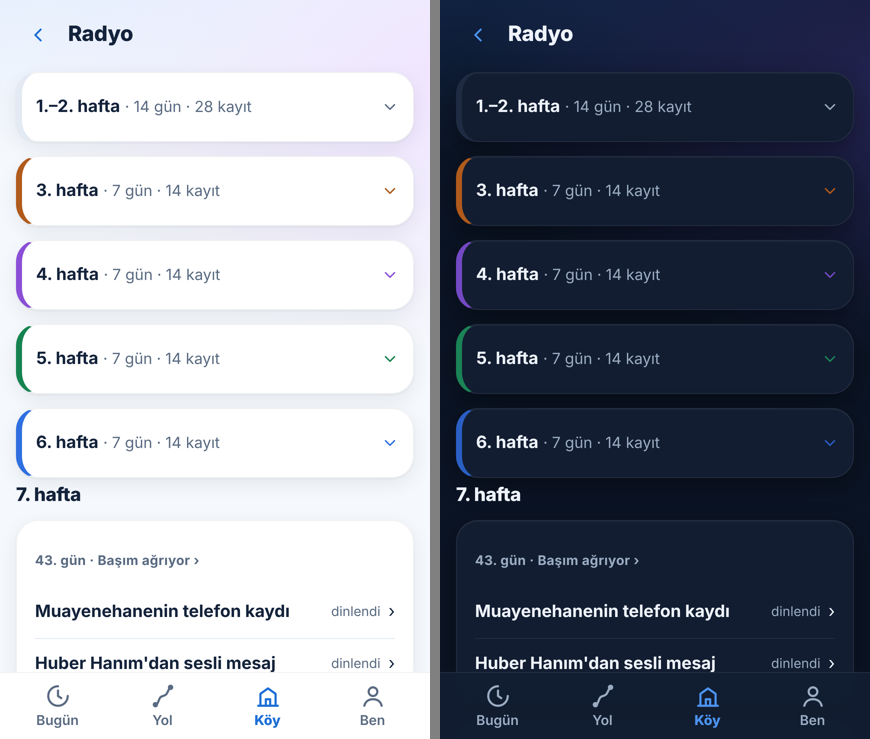 Radyo
1.–2. hafta · 14 gün · 28 kayıt
3. hafta · 7 gün · 14 kayıt
4. hafta · 7 gün · 14 kayıt
5. hafta · 7 gün · 14 kayıt
6. hafta · 7 gün · 14 kayıt
7. hafta
43. gün · Başım ağrıyor ›
Muayenehanenin telefon kaydı dinlendi ›
Huber Hanım'dan sesli mesaj dinlendi ›
Bugün Yol Köy Ben
Radyo
1.–2. hafta · 14 gün · 28 kayıt
3. hafta · 7 gün · 14 kayıt
4. hafta · 7 gün · 14 kayıt
5. hafta · 7 gün · 14 kayıt
6. hafta · 7 gün · 14 kayıt
7. hafta
43. gün · Başım ağrıyor ›
Muayenehanenin telefon kaydı dinlendi ›
Huber Hanım'dan sesli mesaj dinlendi ›
Bugün Yol Köy Ben